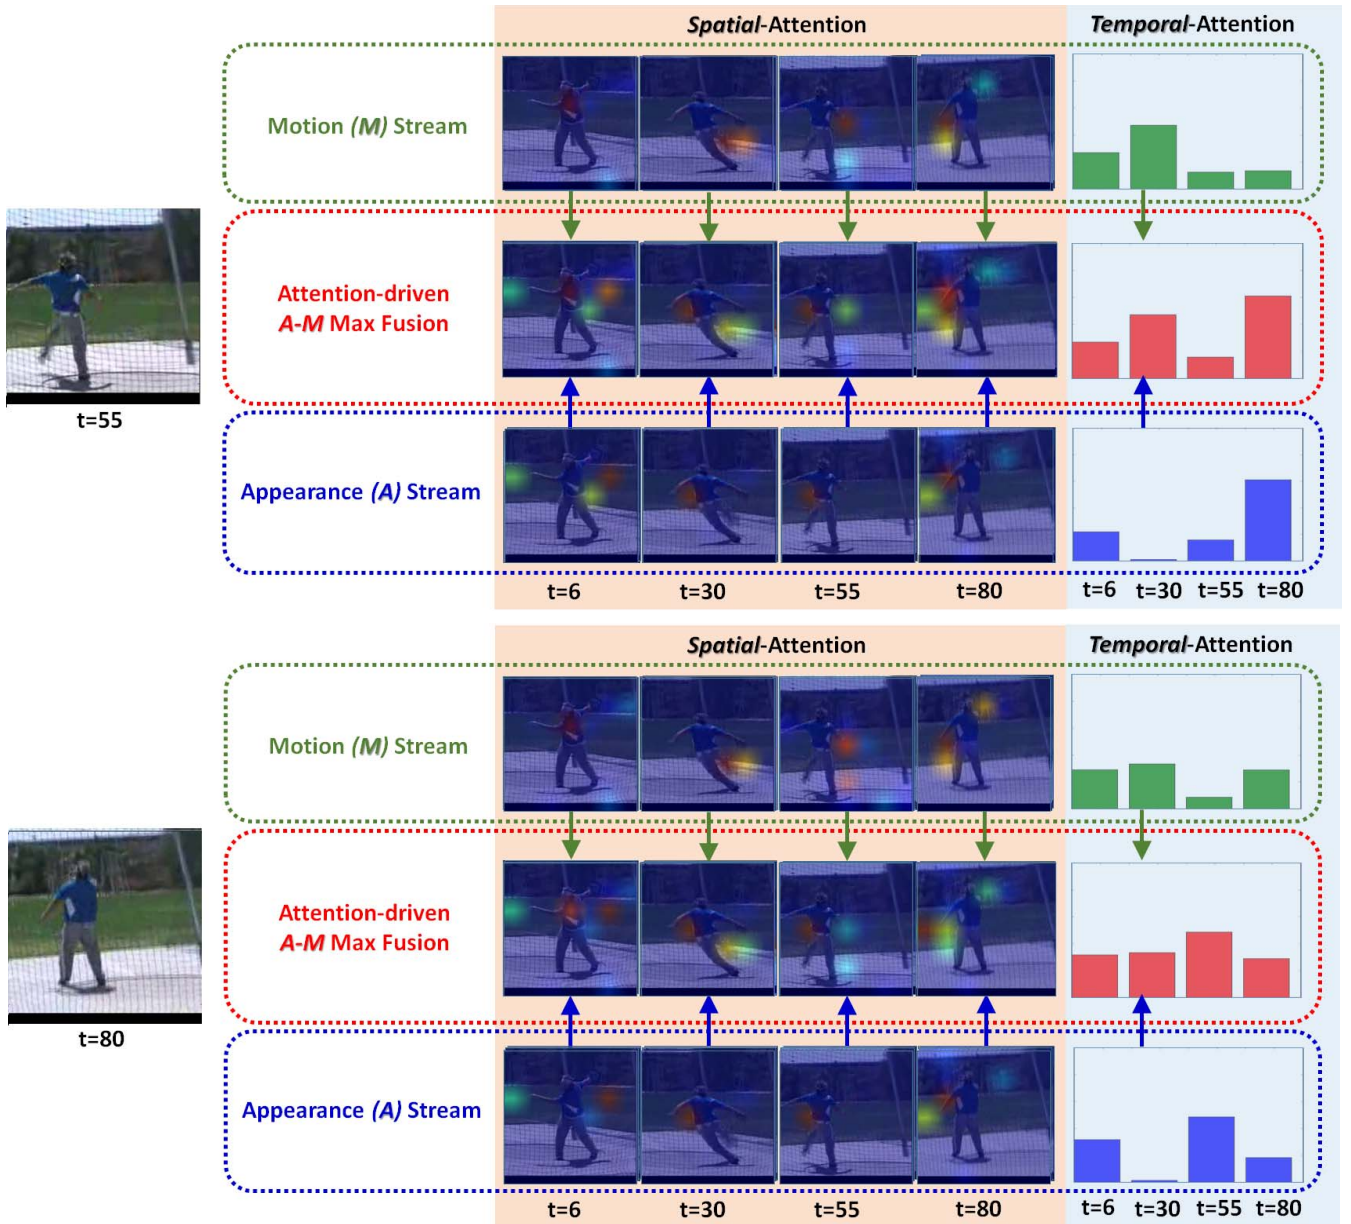 Spatial-Attention
Temporal-Attention
Motion (M) Stream
Attention-driven
A-M Max Fusion
t=55
Appearance (A) Stream
t=6 t=30 t=55 t=80
t=6 t=30 t=55 t=80
Spatial-Attention
Temporal-Attention
Motion (M) Stream
Attention-driven
A-M Max Fusion
t=80
Appearance (A) Stream
t=6 t=30 t=55 t=80
t=6 t=30 t=55 t=80